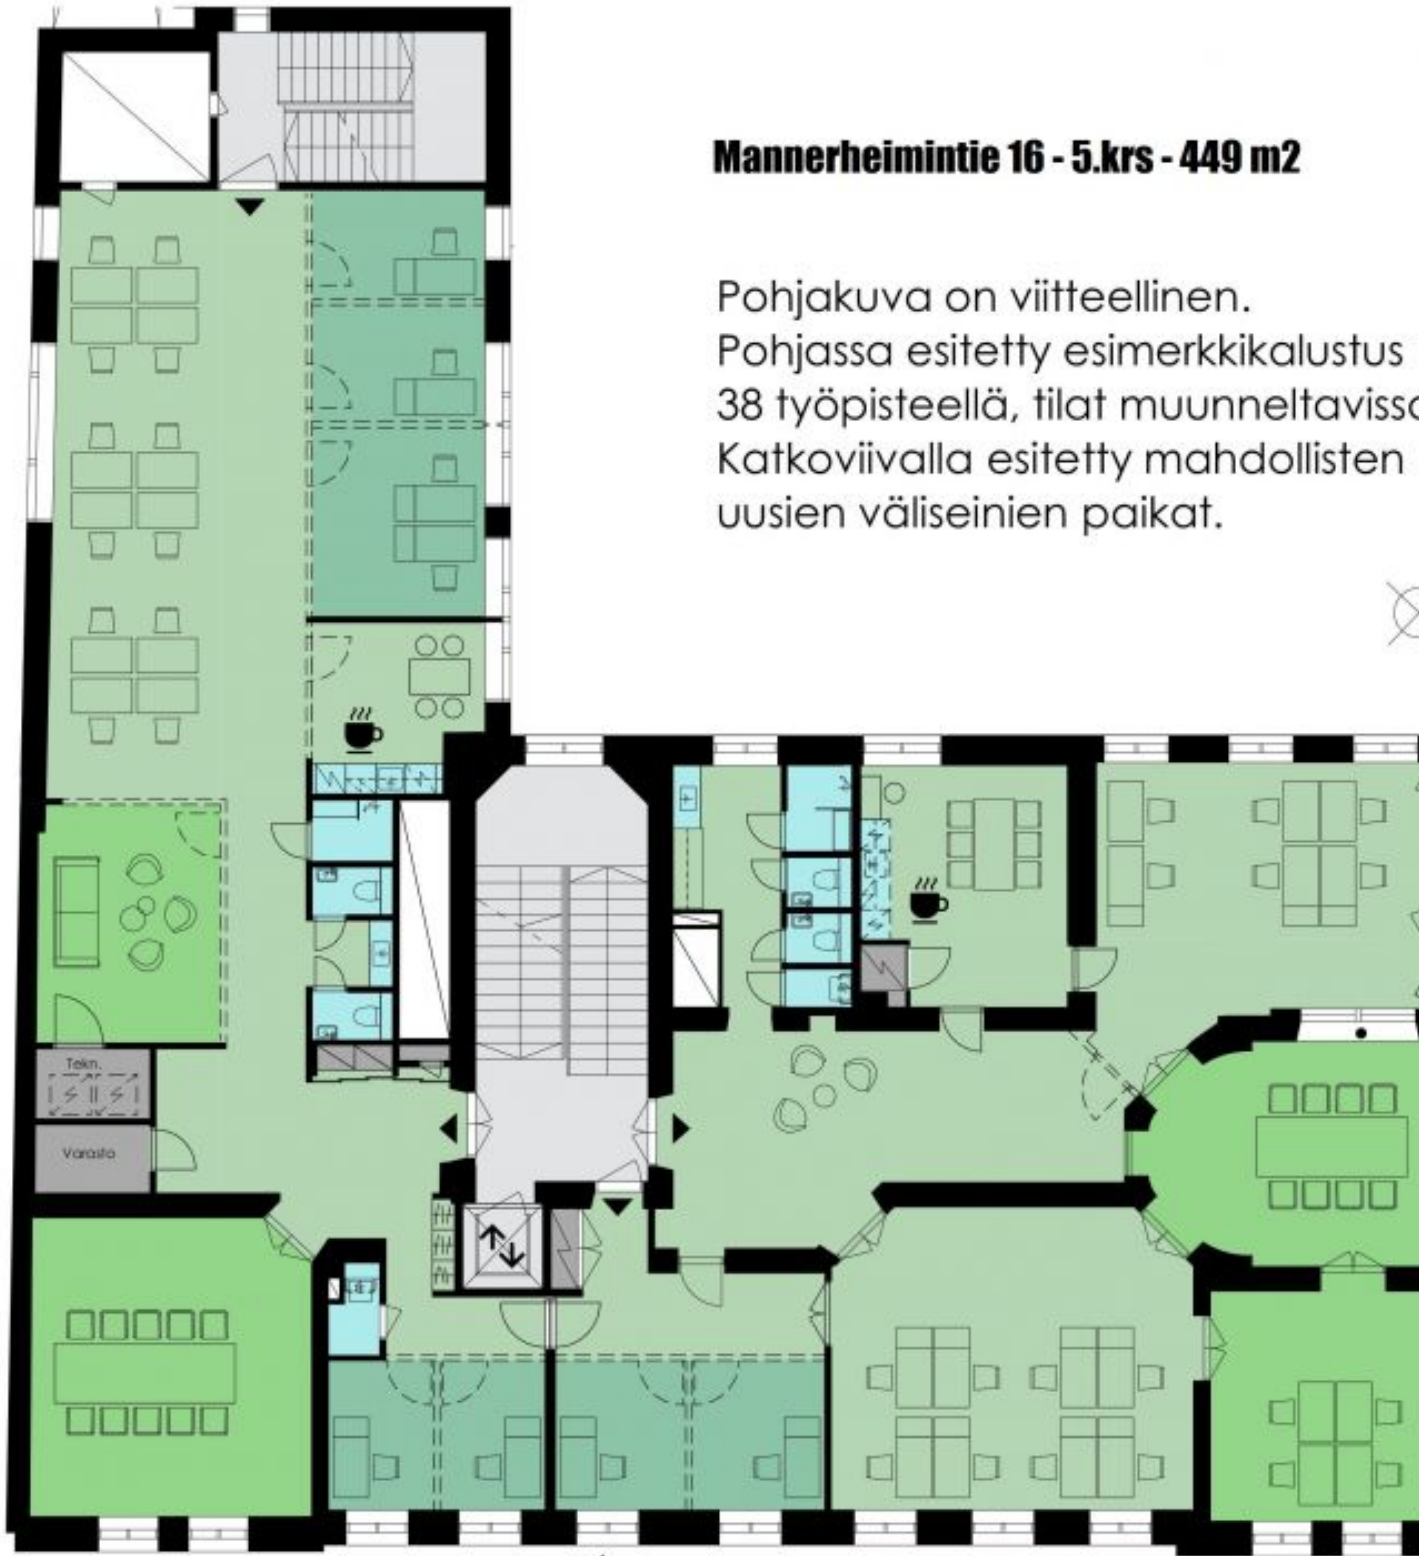 Mannerheimintie 16 - 5.krs - 449 m2
Pohjakuva on viitteellinen.
Pohjassa esitetty esimerkkikalustus
38 työpisteellä, tilat muunneltavissa
Katkoviivalla esitetty mahdollisten
uusien väliseinien paikat.
Tekn.
Varasto